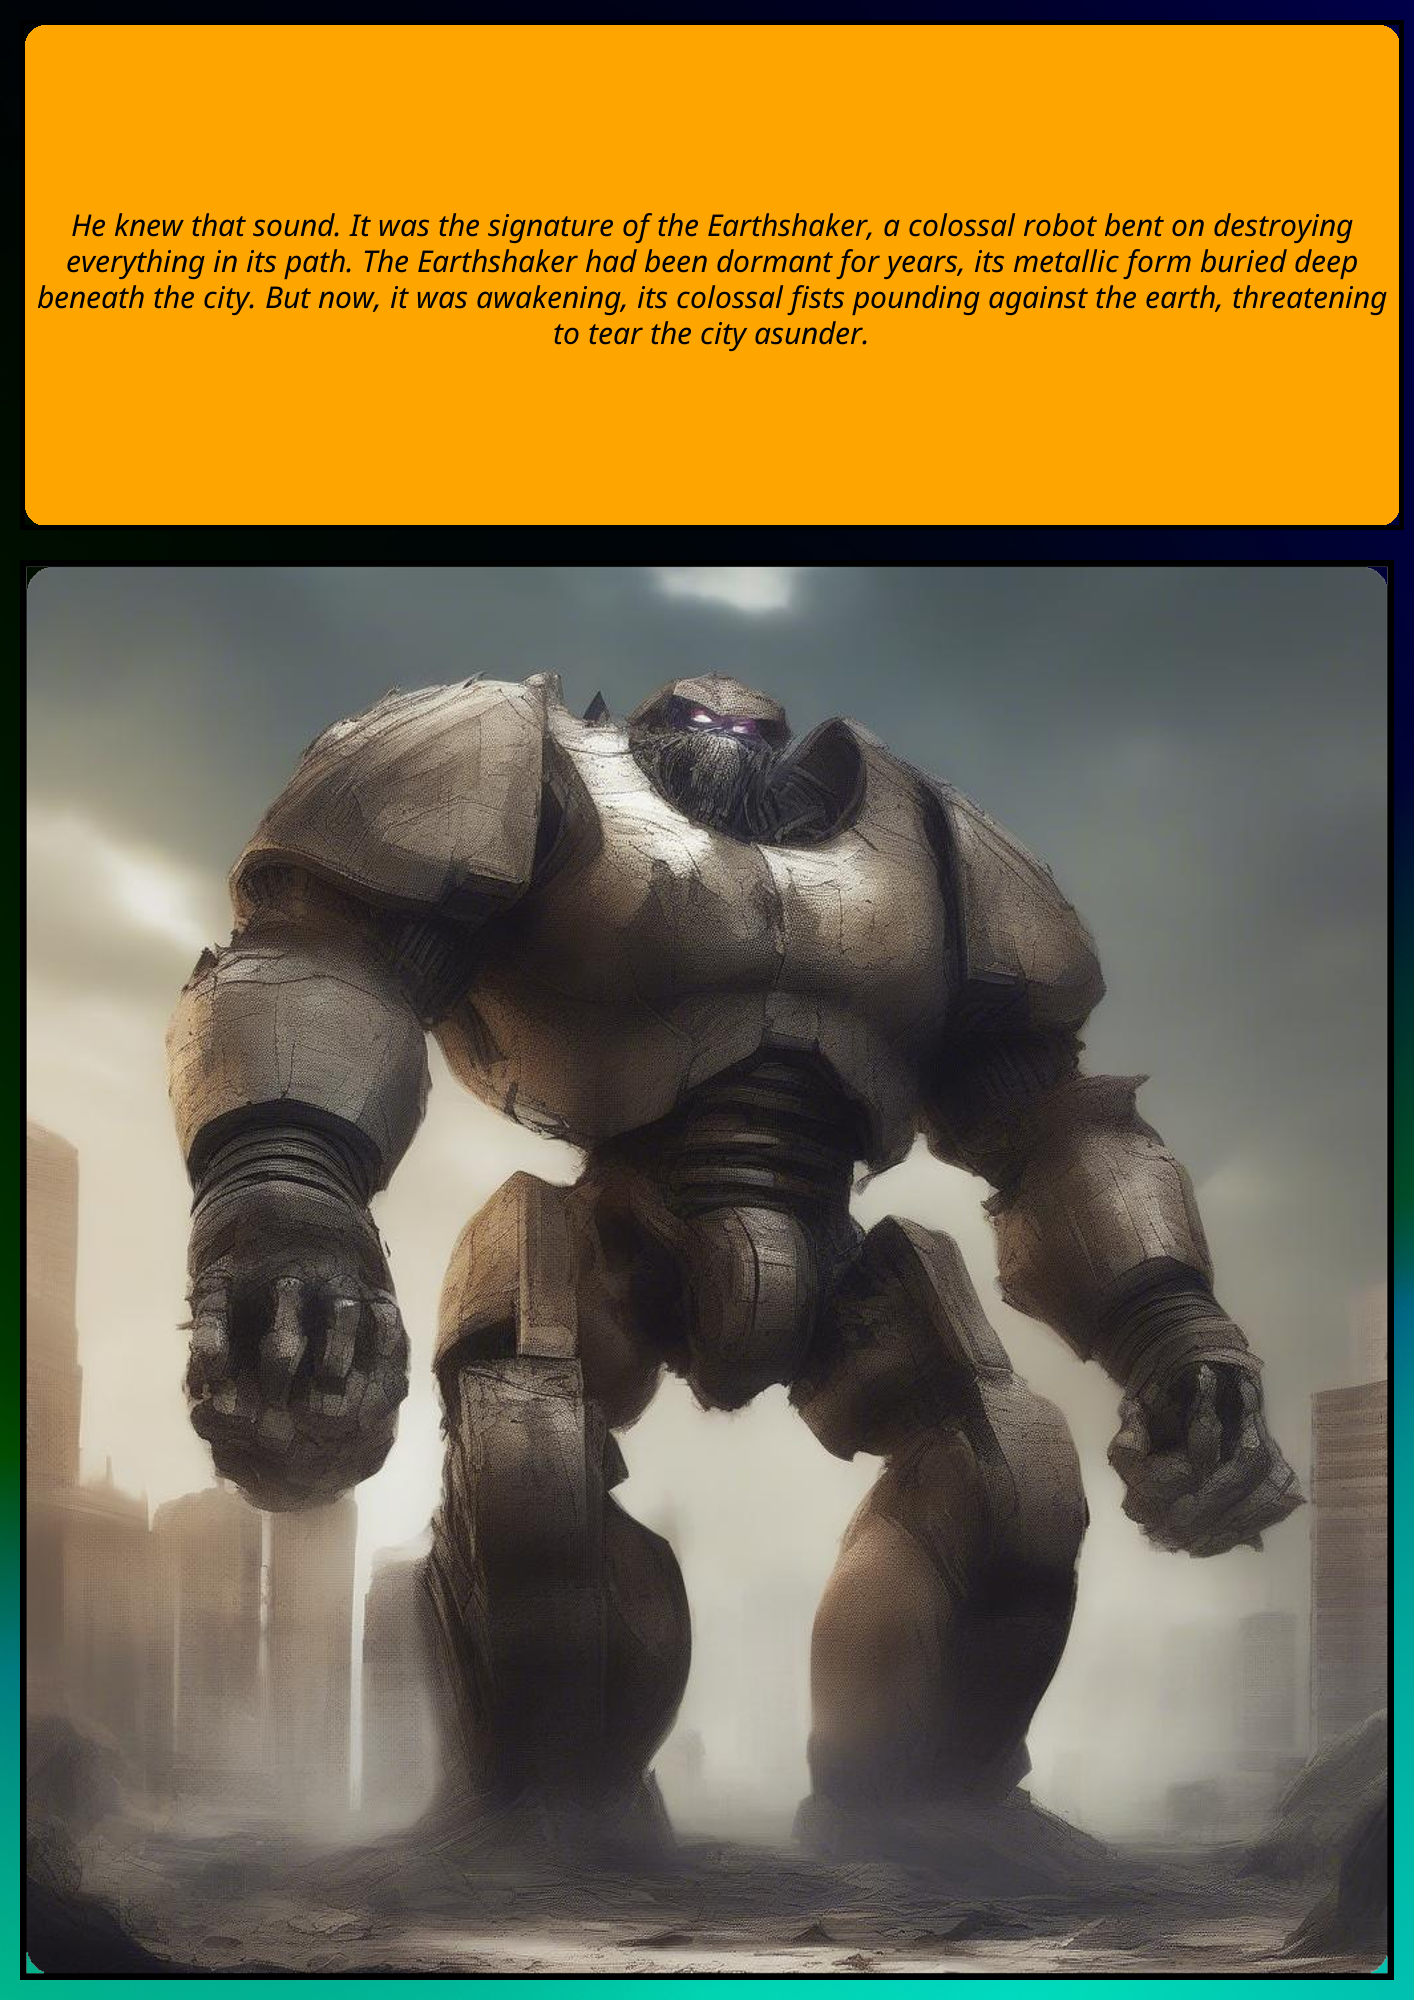 He knew that sound. It was the signature of the Earthshaker, a colossal robot bent on destroying
everything in its path. The Earthshaker had been dormant for years, its metallic form buried deep
beneath the city. But now, it was awakening, its colossal fists pounding against the earth, threatening
to tear the city asunder.